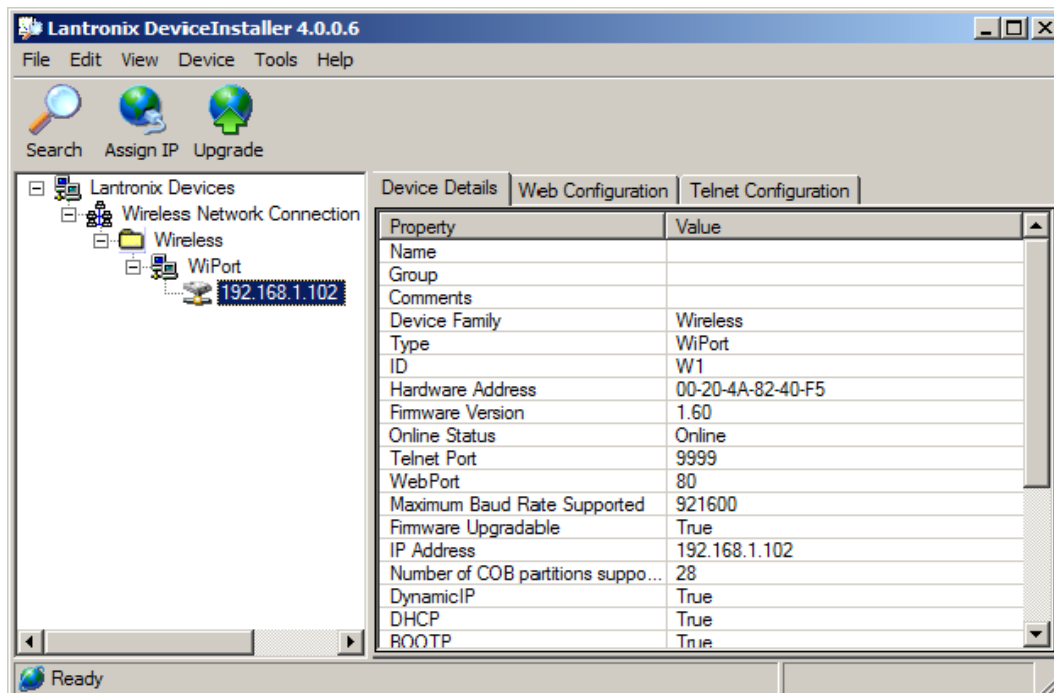 Lantronix DeviceInstaller 4.0.0.6
File Edit View Device Tools Help
Search Assign IP Upgrade
Lantronix Devices
Wireless Network Connection
Wireless
WiPort
192.168.1.102
Device Details Web Configuration Telnet Configuration
Property Value
Name
Group
Comments
Device Family Wireless
Type WiPort
ID W1
Hardware Address 00-20-4A-82-40-F5
Firmware Version 1.60
Online Status Online
Telnet Port 9999
WebPort 80
Maximum Baud Rate Supported 921600
Firmware Upgradable True
IP Address 192.168.1.102
Number of COB partitions suppo... 28
DynamicIP True
DHCP True
BOOTP True
Ready